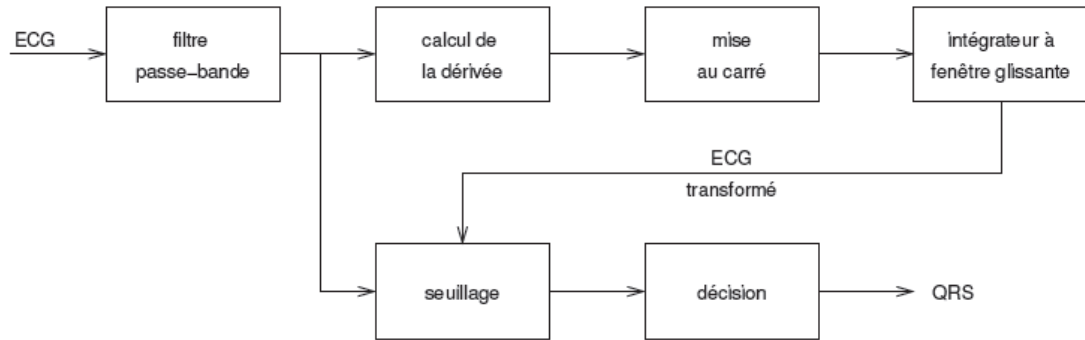 ECG
filtre
passe-bande
calcul de
la dérivée
mise
au carré
intégrateur à
fenêtre glissante
ECG
transformé
seuillage
décision
QRS